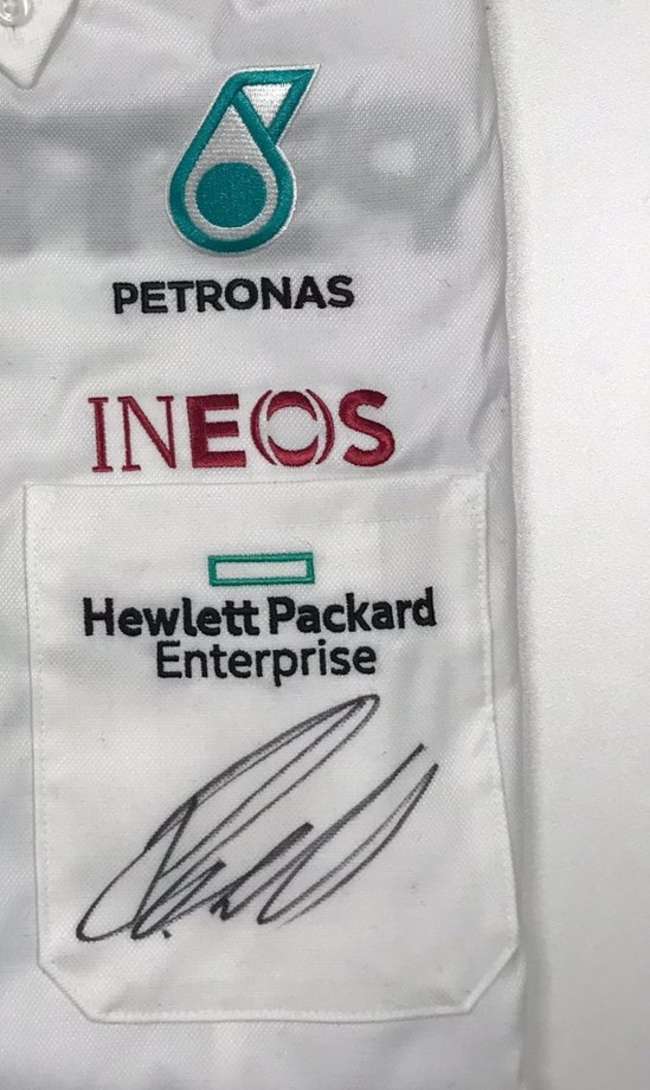 PETRONAS
INEOS
Hewlett Packard
Enterprise